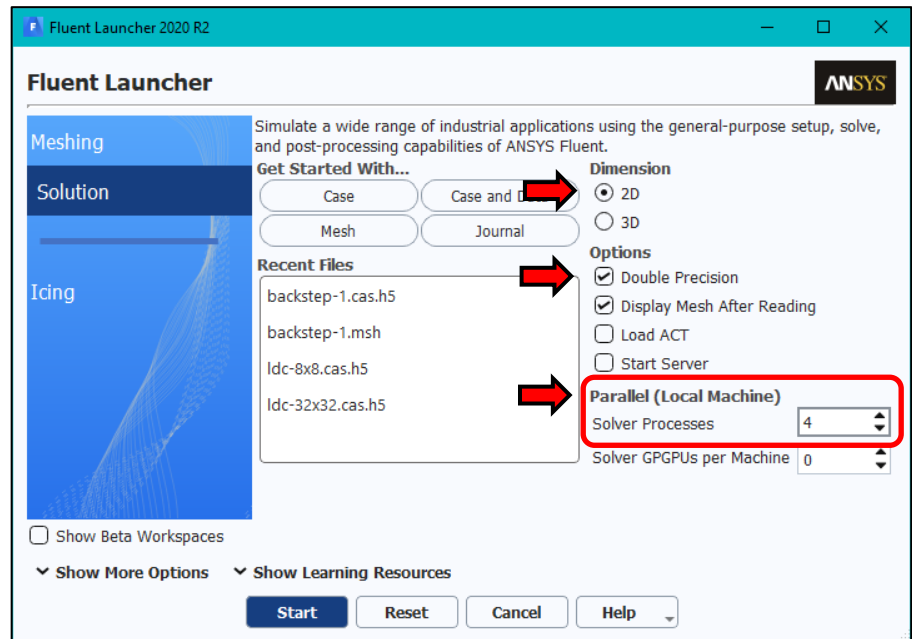 Fluent Launcher 2020 R2
Fluent Launcher
ANSYS
Meshing
Solution
Icing
Simulate a wide range of industrial applications using the general-purpose setup, solve,
and post-processing capabilities of ANSYS Fluent.
Get Started With...
Case
Case and
Mesh
Journal
Recent Files
backstep-1.cas.h5
backstep-1.msh
ldc-8x8.cas.h5
ldc-32x32.cas.h5
Dimension
2D
3D
Options
Double Precision
Display Mesh After Reading
Load ACT
Start Server
Parallel (Local Machine)
Solver Processes 4
Solver GPGPUs per Machine 0
Show Beta Workspaces
Show More Options Show Learning Resources
Start Reset Cancel Help